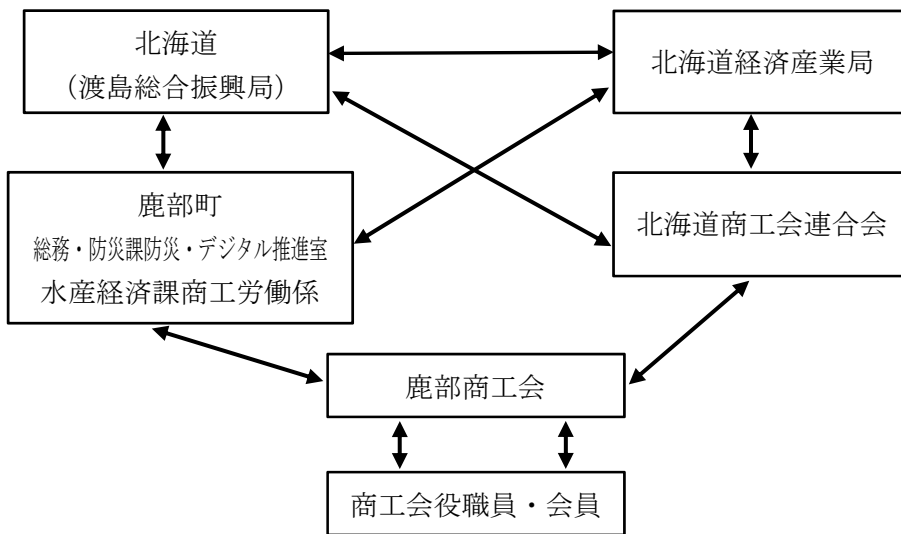 北海道
(渡島総合振興局)
北海道経済産業局
鹿部町
総務・防災課防災・デジタル推進室
水産経済課商工労働係
北海道商工会連合会
鹿部商工会
商工会役職員・会員